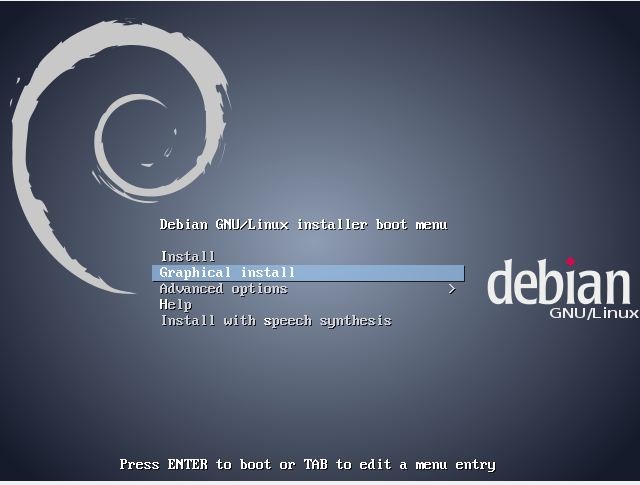 Debian GNU/Linux installer boot menu
Install
Graphical install
Advanced options >
Help
Install with speech synthesis
debian
GNU/Linux
Press ENTER to boot or TAB to edit a menu entry